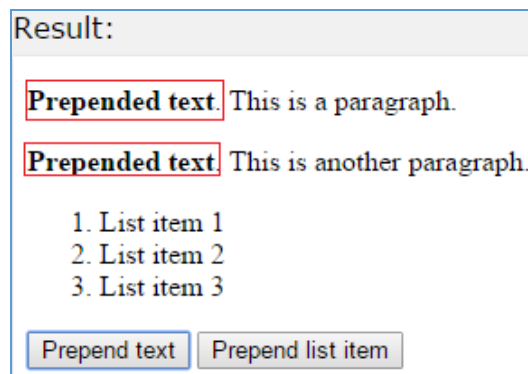 Result:
Prepended text. This is a paragraph.
Prepended text. This is another paragraph.
1. List item 1
2. List item 2
3. List item 3
Prepend text Prepend list item